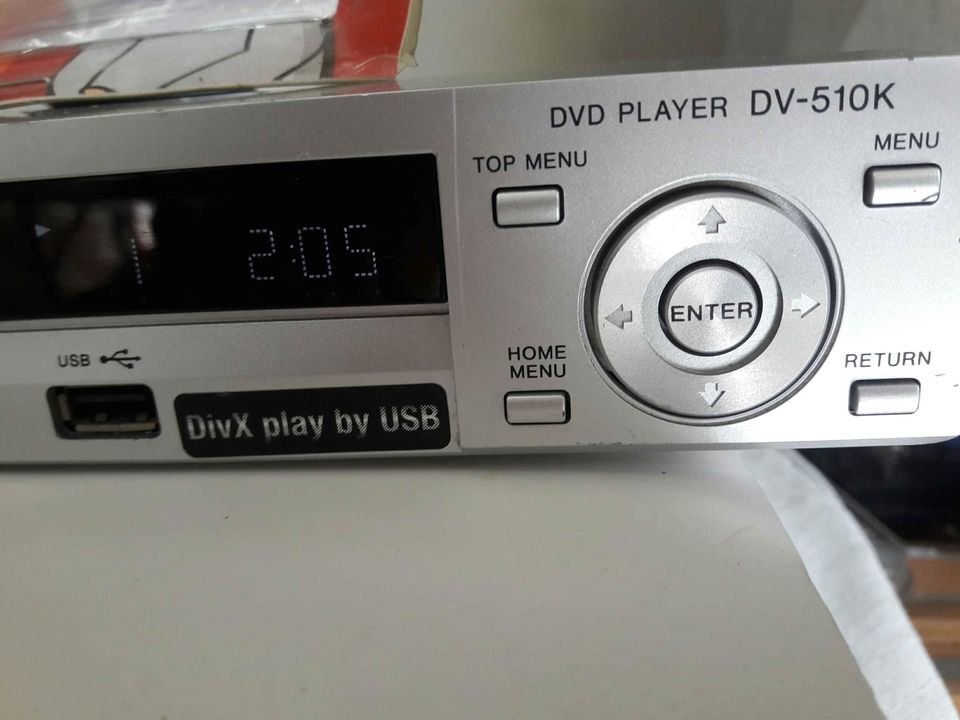 DVD PLAYER DV-510K
TOP MENU
MENU
1 2:05
ENTER
USB
HOME
MENU
RETURN
DivX play by USB